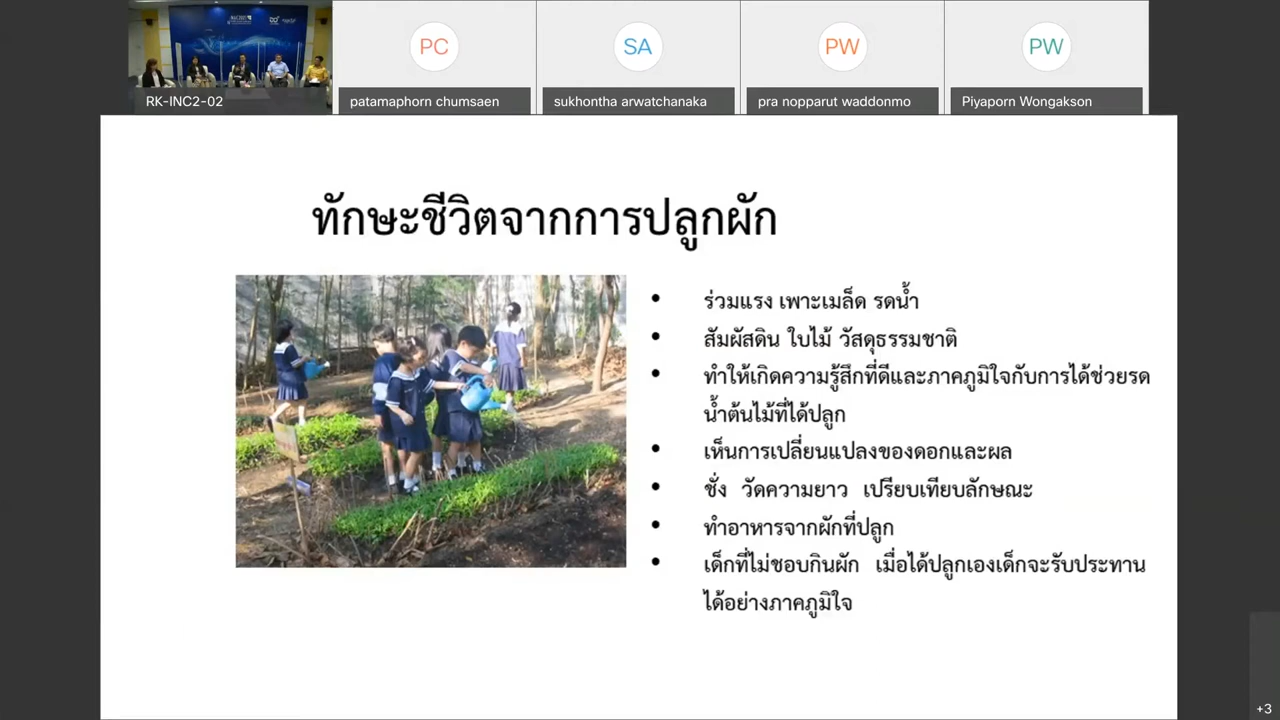 PC
SA
PW
PW
RK-INC2-02
patamaphorn chumsaen
sukhontha arwatchanaka
pra nopparut waddonmo
Piyaporn Wongakson
ทักษะชีวิตจากการปลูกผัก
• ร่วมแรง เพาะเมล็ด รดน้ำ
• สัมผัสดิน ใบไม้ วัสดุธรรมชาติ
• ทำให้เกิดความรู้สึกที่ดีและภาคภูมิใจกับการได้ช่วยรด
น้ำต้นไม้ที่ได้ปลูก
• เห็นการเปลี่ยนแปลงของดอกและผล
• ชั่ง วัดความยาว เปรียบเทียบลักษณะ
• ทำอาหารจากผักที่ปลูก
• เด็กที่ไม่ชอบกินผัก เมื่อได้ปลูกเองเด็กจะรับประทาน
ได้อย่างภาคภูมิใจ
+3